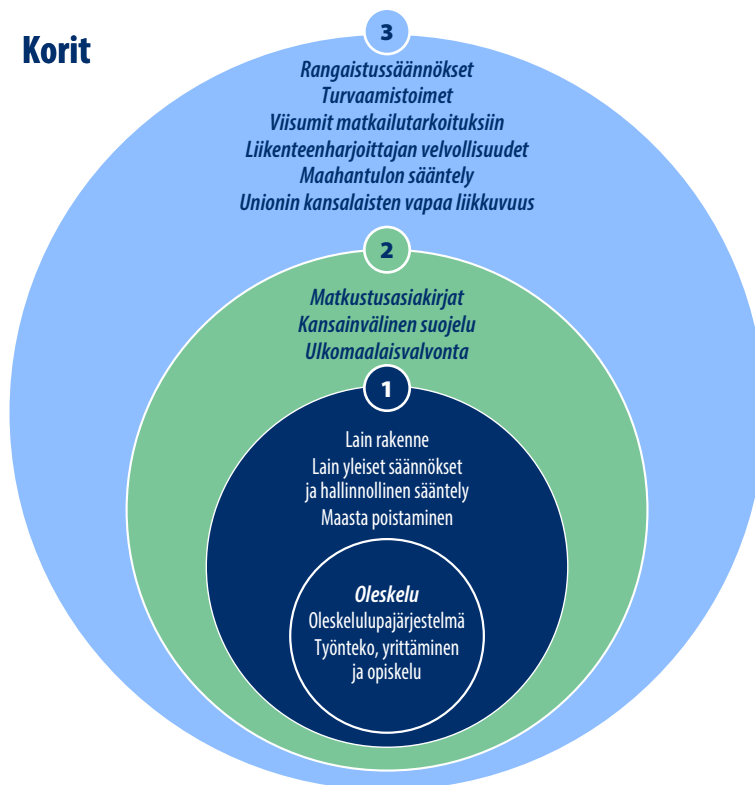 Korit
3
Rangaistussäännökset
Turvaamistoimet
Viisumit matkailutarkoituksiin
Liikenteenharjoittajan velvollisuudet
Maahantulon sääntely
Unionin kansalaisten vapaa liikkuvuus
2
Matkustusasiakirjat
Kansainvälinen suojelu
Ulkomaalaisvalvonta
1
Lain rakenne
Lain yleiset säännökset
ja hallinnollinen sääntely
Maasta poistaminen
Oleskelu
Oleskelulupajärjestelmä
Työnteko, yrittäminen
ja opiskelu